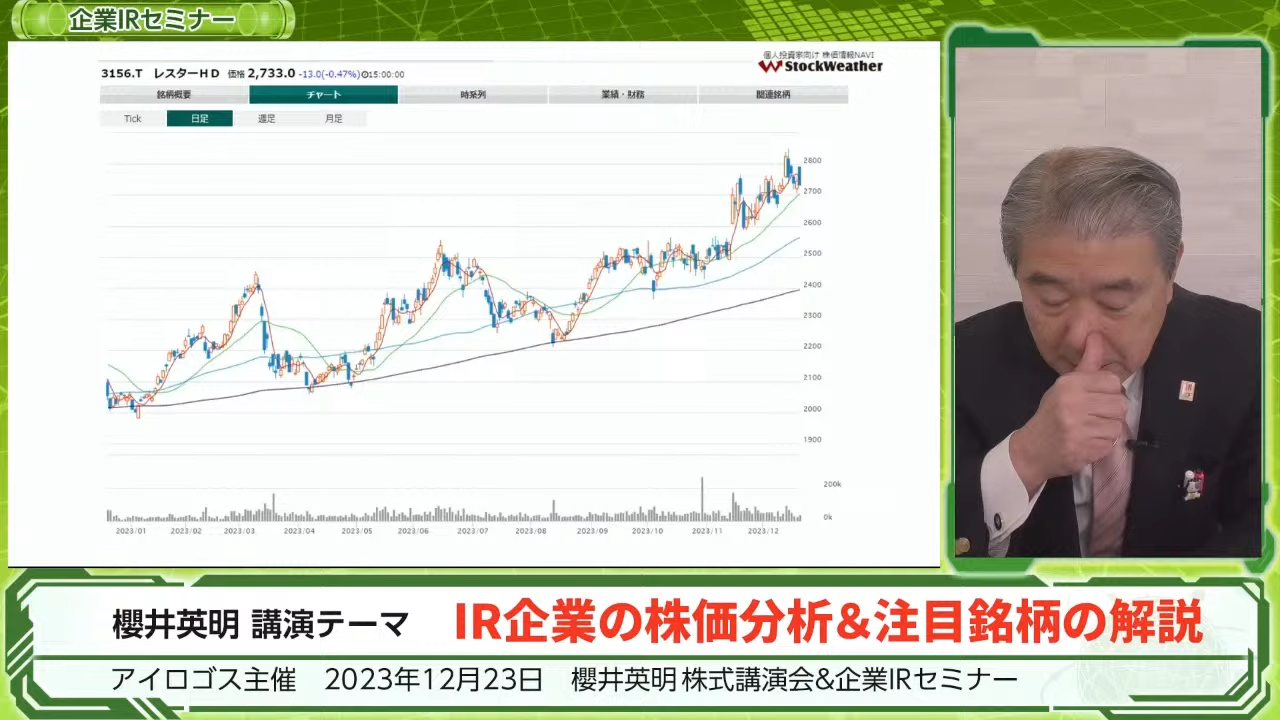 企業IRセミナー
個人投資家向け 株価情報NAVI
StockWeather
3156.T レスターHD 価格 2,733.0 -13.0(-0.47%) 15:00:00
銘柄概要 チャート 時系列 業績・財務 関連銘柄
Tick 日足 週足 月足
2800
2700
2600
2500
2400
2300
2200
2100
2000
1900
200k
0k
2023/01 2023/02 2023/03 2023/04 2023/05 2023/06 2023/07 2023/08 2023/09 2023/10 2023/11 2023/12
櫻井英明 講演テーマ IR企業の株価分析&注目銘柄の解説
アイロゴス主催 2023年12月23日 櫻井英明 株式講演会&企業IRセミナー